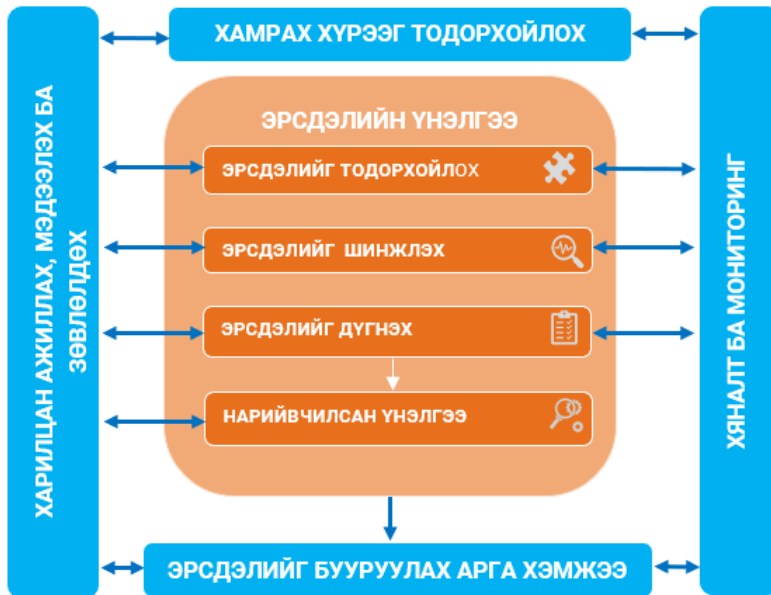 ХАМРАХ ХҮРЭЭГ ТОДОРХОЙЛОХ
ХАРИЛЦАН АЖИЛЛАХ, МЭДЭЭЛЭХ БА
ЗӨВЛӨЛДӨХ
ЭРСДЭЛИЙН ҮНЭЛГЭЭ
ЭРСДЭЛИЙГ ТОДОРХОЙЛОХ
ЭРСДЭЛИЙГ ШИНЖЛЭХ
ЭРСДЭЛИЙГ ДҮГНЭХ
НАРИЙВЧИЛСАН ҮНЭЛГЭЭ
ХЯНАЛТ БА МОНИТОРИНГ
ЭРСДЭЛИЙГ БУУРУУЛАХ АРГА ХЭМЖЭЭ